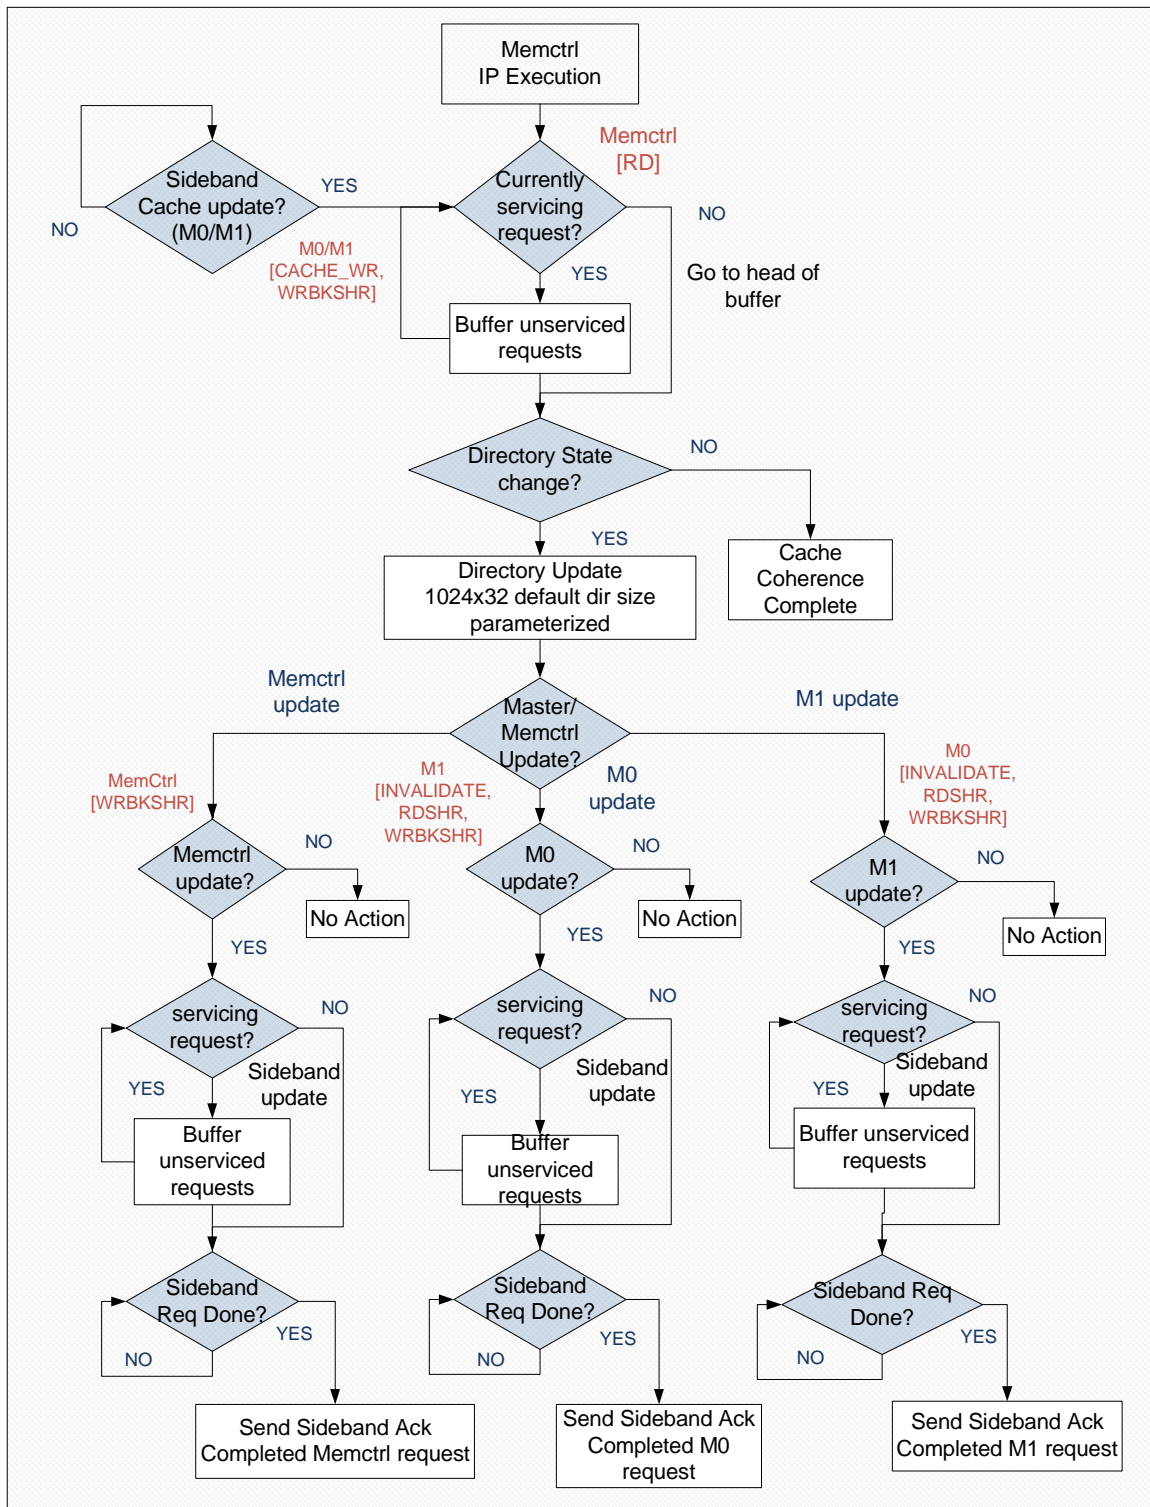 Memctrl
IP Execution
Memctrl
[RD]
Sideband
Cache update?
(M0/M1)
YES
NO
Currently
servicing
request?
NO
M0/M1
[CACHE_WR,
WRBKSHR]
YES
Go to head of
buffer
Buffer unserviced
requests
Directory State
change?
NO
YES
Cache
Coherence
Complete
Directory Update
1024x32 default dir size
parameterized
Memctrl
update
Master/
Memctrl
Update?
M1 update
M0
update
MemCtrl
[WRBKSHR]
M1
[INVALIDATE,
RDSHR,
WRBKSHR]
M0
[INVALIDATE,
RDSHR,
WRBKSHR]
Memctrl
update?
NO
No Action
YES
M0
update?
NO
No Action
YES
M1
update?
NO
No Action
YES
servicing
request?
NO
Sideband
update
YES
Buffer
unserviced
requests
servicing
request?
NO
Sideband
update
YES
Buffer
unserviced
requests
servicing
request?
NO
Sideband
update
YES
Buffer unserviced
requests
Sideband
Req Done?
YES
NO
Sideband
Req Done?
YES
NO
Sideband Req
Done?
YES
NO
Send Sideband Ack
Completed Memctrl request
Send Sideband Ack
Completed M0
request
Send Sideband Ack
Completed M1 request